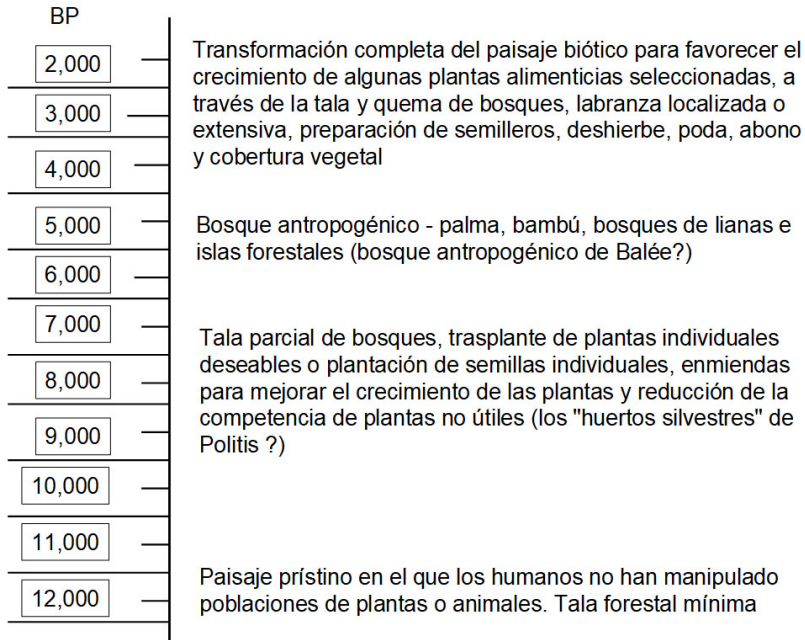 BP
2,000
Transformación completa del paisaje biótico para favorecer el
crecimiento de algunas plantas alimenticias seleccionadas, a
3,000
través de la tala y quema de bosques, labranza localizada o
extensiva, preparación de semilleros, deshierbe, poda, abono
y cobertura vegetal
4,000
5,000
Bosque antropogénico - palma, bambú, bosques de lianas e
islas forestales (bosque antropogénico de Balée?)
6,000
7,000
Tala parcial de bosques, trasplante de plantas individuales
deseables o plantación de semillas individuales, enmiendas
8,000
para mejorar el crecimiento de las plantas y reducción de la
competencia de plantas no útiles (los "huertos silvestres" de
9,000
Politis ?)
10,000
11,000
Paisaje prístino en el que los humanos no han manipulado
12,000
poblaciones de plantas o animales. Tala forestal mínima